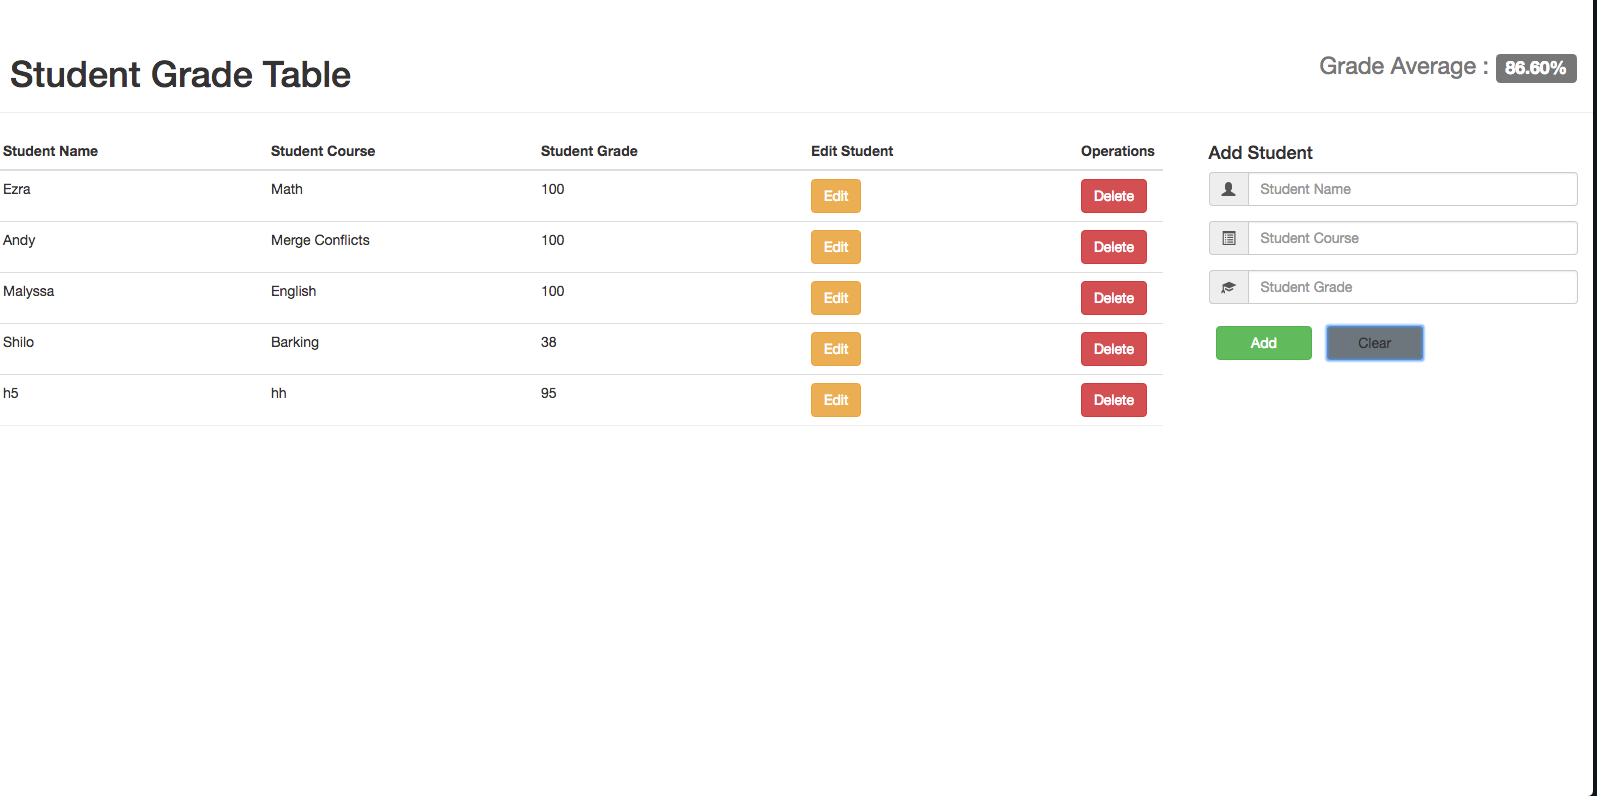 Student Grade Table
Grade Average : 86.60%
Student Name Student Course Student Grade Edit Student Operations
Ezra Math 100 Edit Delete
Andy Merge Conflicts 100 Edit Delete
Malyssa English 100 Edit Delete
Shilo Barking 38 Edit Delete
h5 hh 95 Edit Delete
Add Student
Student Name
Student Course
Student Grade
Add Clear